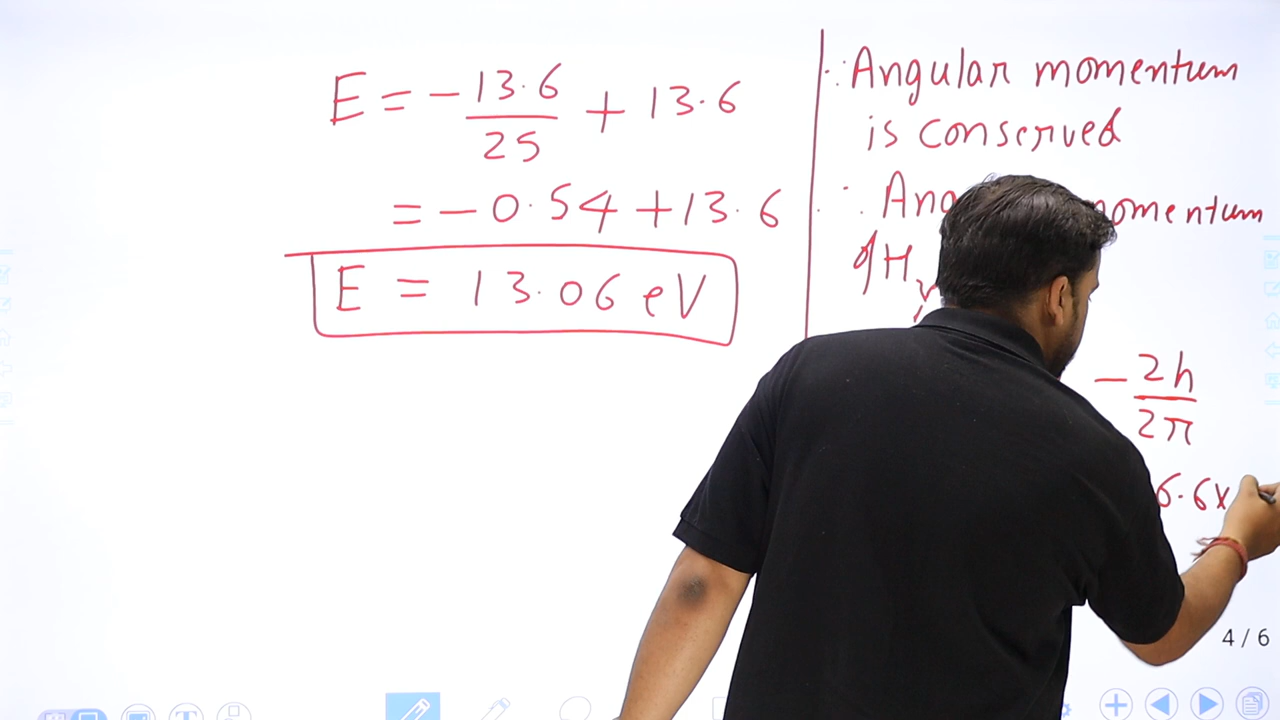 E = -13.6/25 + 13.6
= -0.54 + 13.6
E = 13.06 eV
∵ Angular momentum
is conserved
∴ momentum
of Hγ
- 2h/2π
6.6×
4 / 6